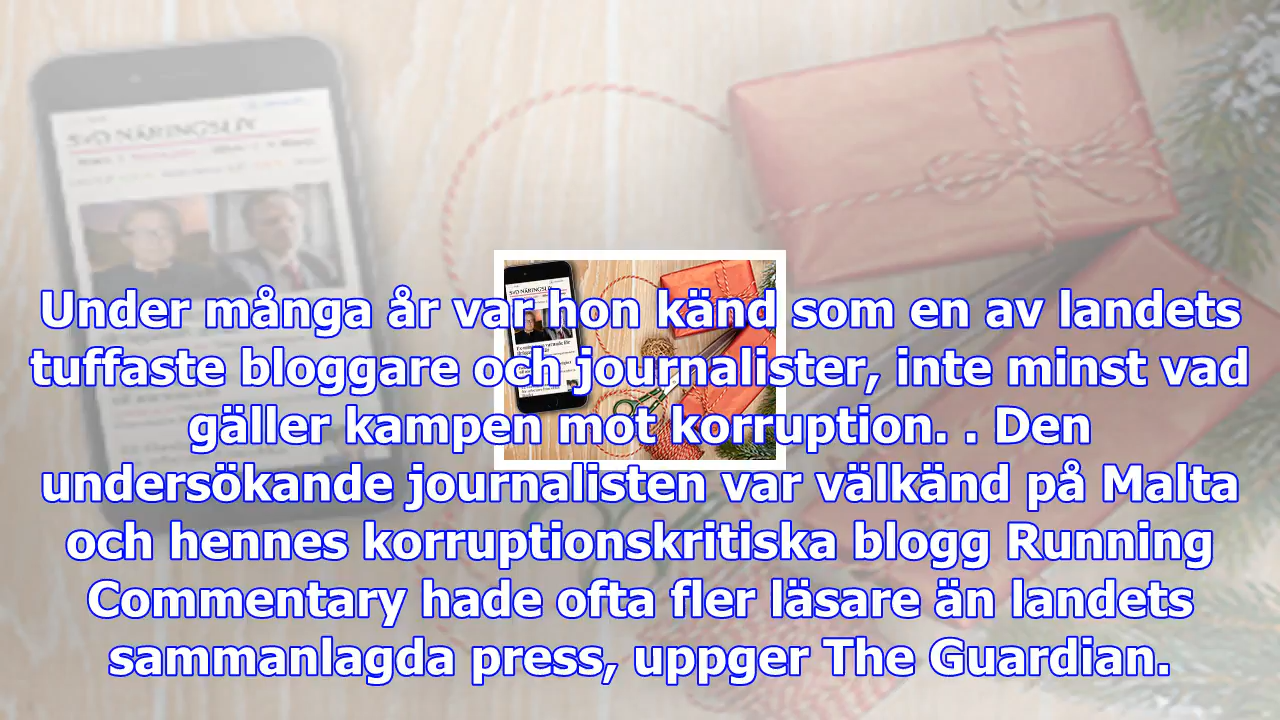 SvD NÄRINGSLIV
Under många år var hon känd som en av landets
tuffaste bloggare och journalister, inte minst vad
gäller kampen mot korruption. . Den
undersökande journalisten var välkänd på Malta
och hennes korruptionskritiska blogg Running
Commentary hade ofta fler läsare än landets
sammanlagda press, uppger The Guardian.